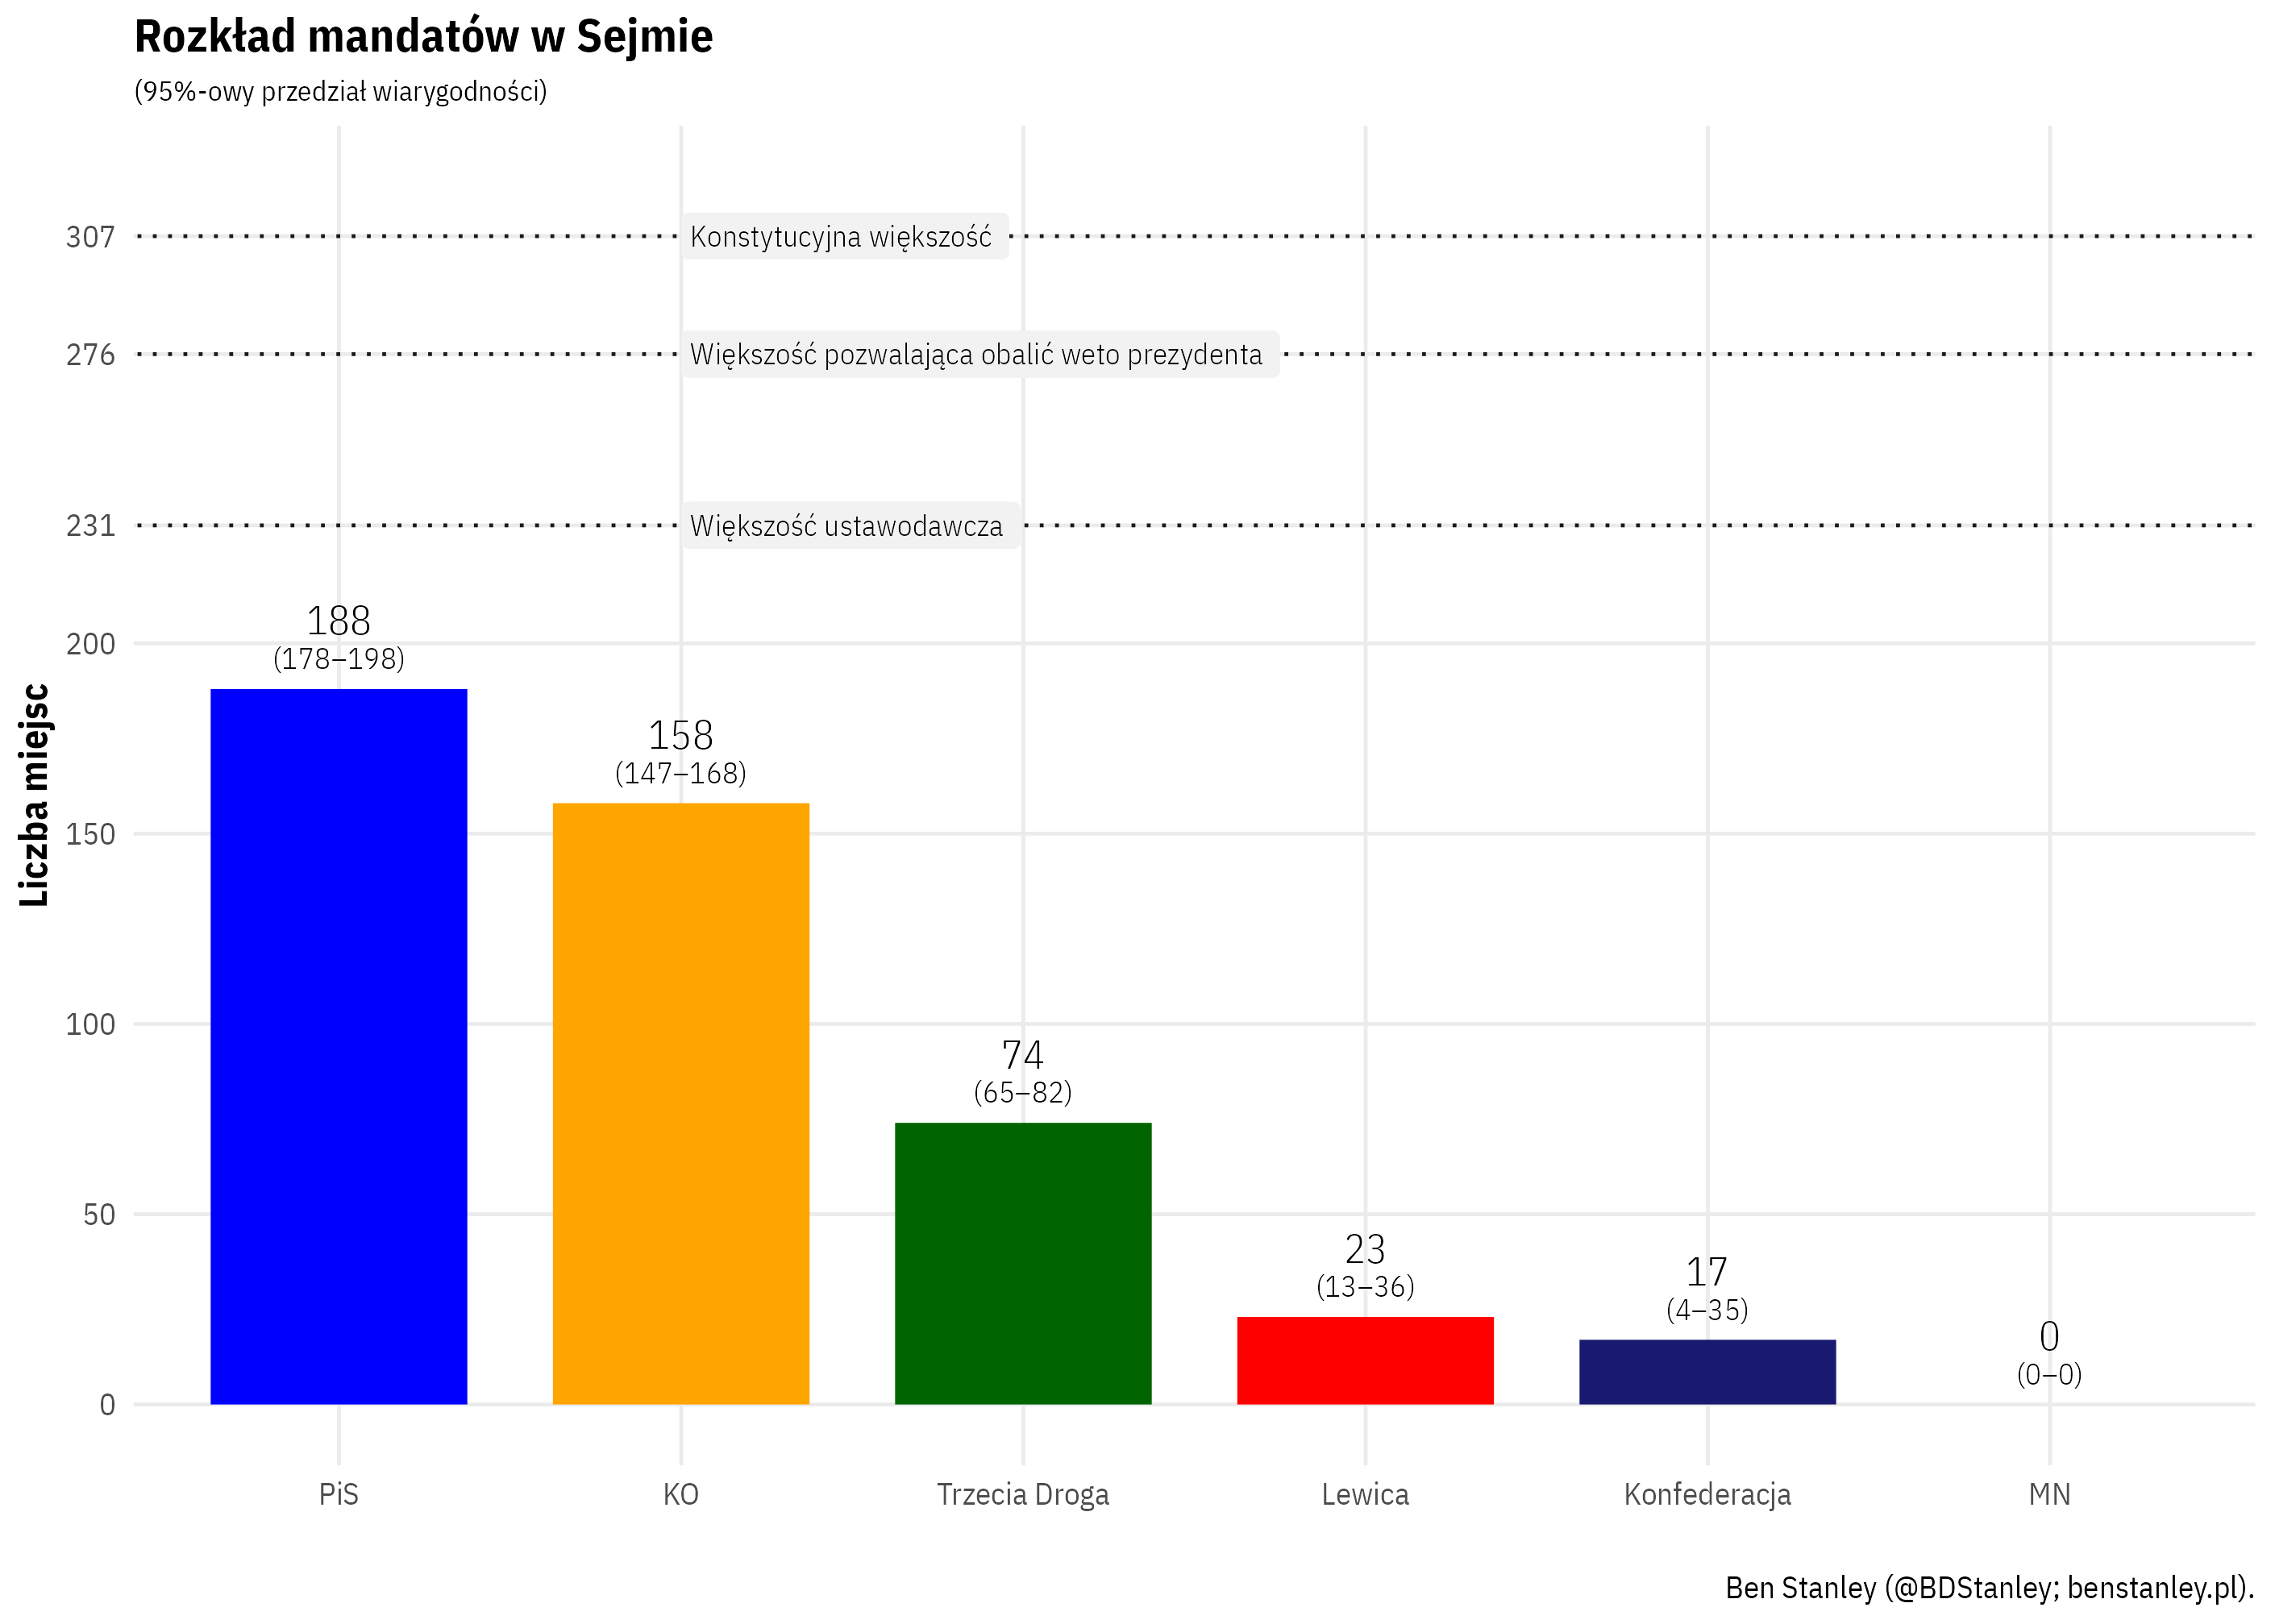 Rozkład mandatów w Sejmie
(95%-owy przedział wiarygodności)
Liczba miejsc
307
Konstytucyjna większość
276
Większość pozwalająca obalić weto prezydenta
231
Większość ustawodawcza
200
150
100
50
0
188
(178–198)
158
(147–168)
74
(65–82)
23
(13–36)
17
(4–35)
0
(0–0)
PiS
KO
Trzecia Droga
Lewica
Konfederacja
MN
Ben Stanley (@BDStanley; benstanley.pl).